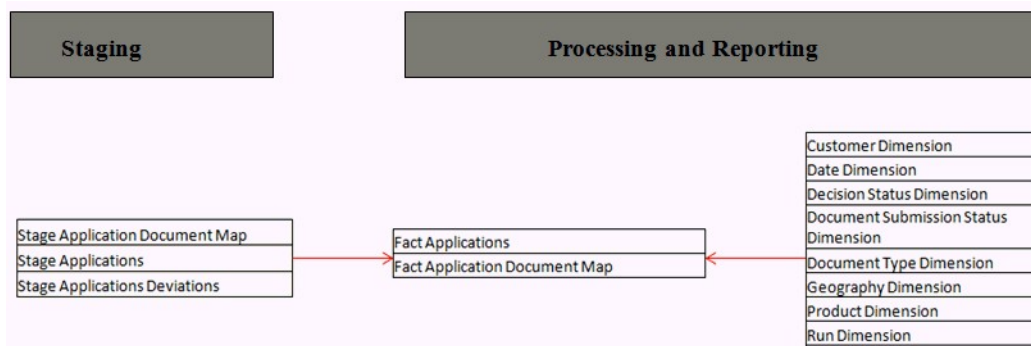 Staging
Processing and Reporting
Stage Application Document Map
Stage Applications
Stage Applications Deviations
Fact Applications
Fact Application Document Map
Customer Dimension
Date Dimension
Decision Status Dimension
Document Submission Status
Dimension
Document Type Dimension
Geography Dimension
Product Dimension
Run Dimension